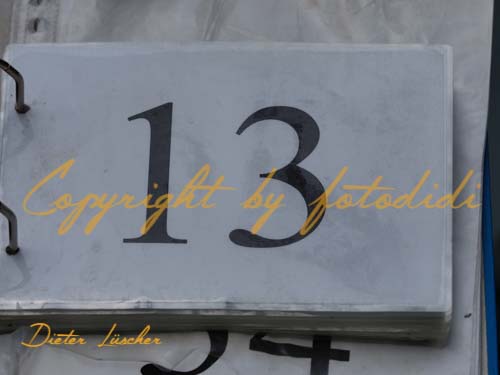 13
Copyright by fotodidi
Dieter Lüscher